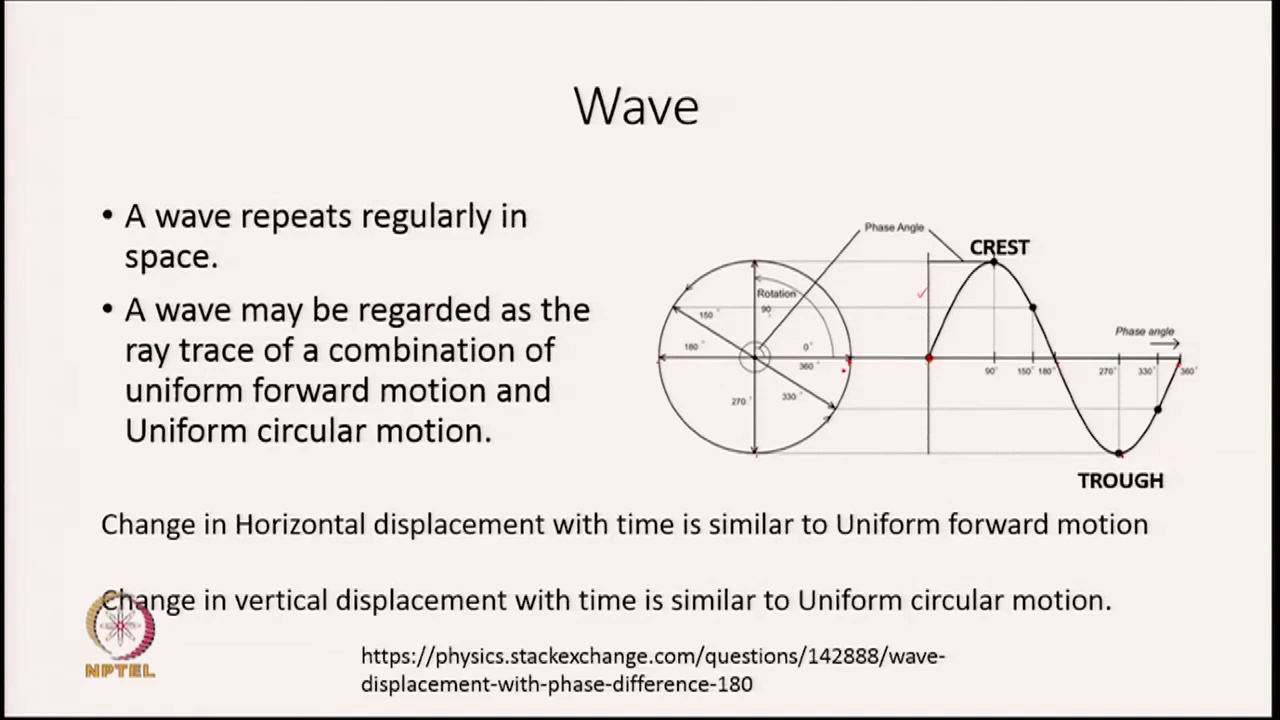 Wave
• A wave repeats regularly in
space.
• A wave may be regarded as the
ray trace of a combination of
uniform forward motion and
Uniform circular motion.
Phase Angle
CREST
Rotation
90°
150°
180°
0°
360°
270°
330°
Phase angle
90° 150° 180° 270° 330° 360°
TROUGH
Change in Horizontal displacement with time is similar to Uniform forward motion
Change in vertical displacement with time is similar to Uniform circular motion.
NPTEL
https://physics.stackexchange.com/questions/142888/wave-
displacement-with-phase-difference-180